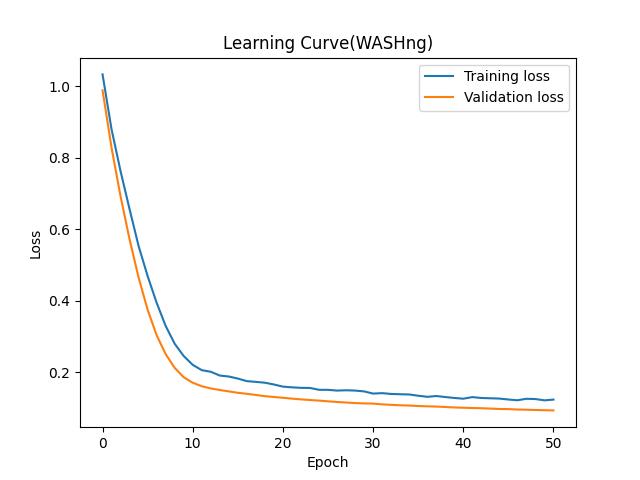 Learning Curve(WASHng)
Training loss
Validation loss
1.0
0.8
0.6
0.4
0.2
Loss
0 10 20 30 40 50
Epoch